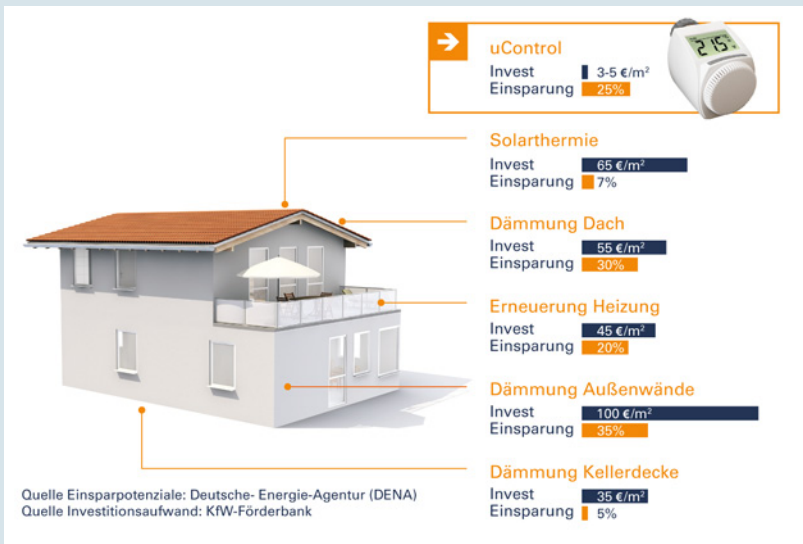 uControl
Invest 3-5 €/m²
Einsparung 25%
21.5°
Solarthermie
Invest 65 €/m²
Einsparung 7%
Dämmung Dach
Invest 55 €/m²
Einsparung 30%
Erneuerung Heizung
Invest 45 €/m²
Einsparung 20%
Dämmung Außenwände
Invest 100 €/m²
Einsparung 35%
Dämmung Kellerdecke
Invest 35 €/m²
Einsparung 5%
Quelle Einsparpotenziale: Deutsche- Energie-Agentur (DENA)
Quelle Investitionsaufwand: KfW-Förderbank